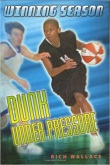 WINNING SEASON
DUNK
UNDER PRESSURE
RICH WALLACE